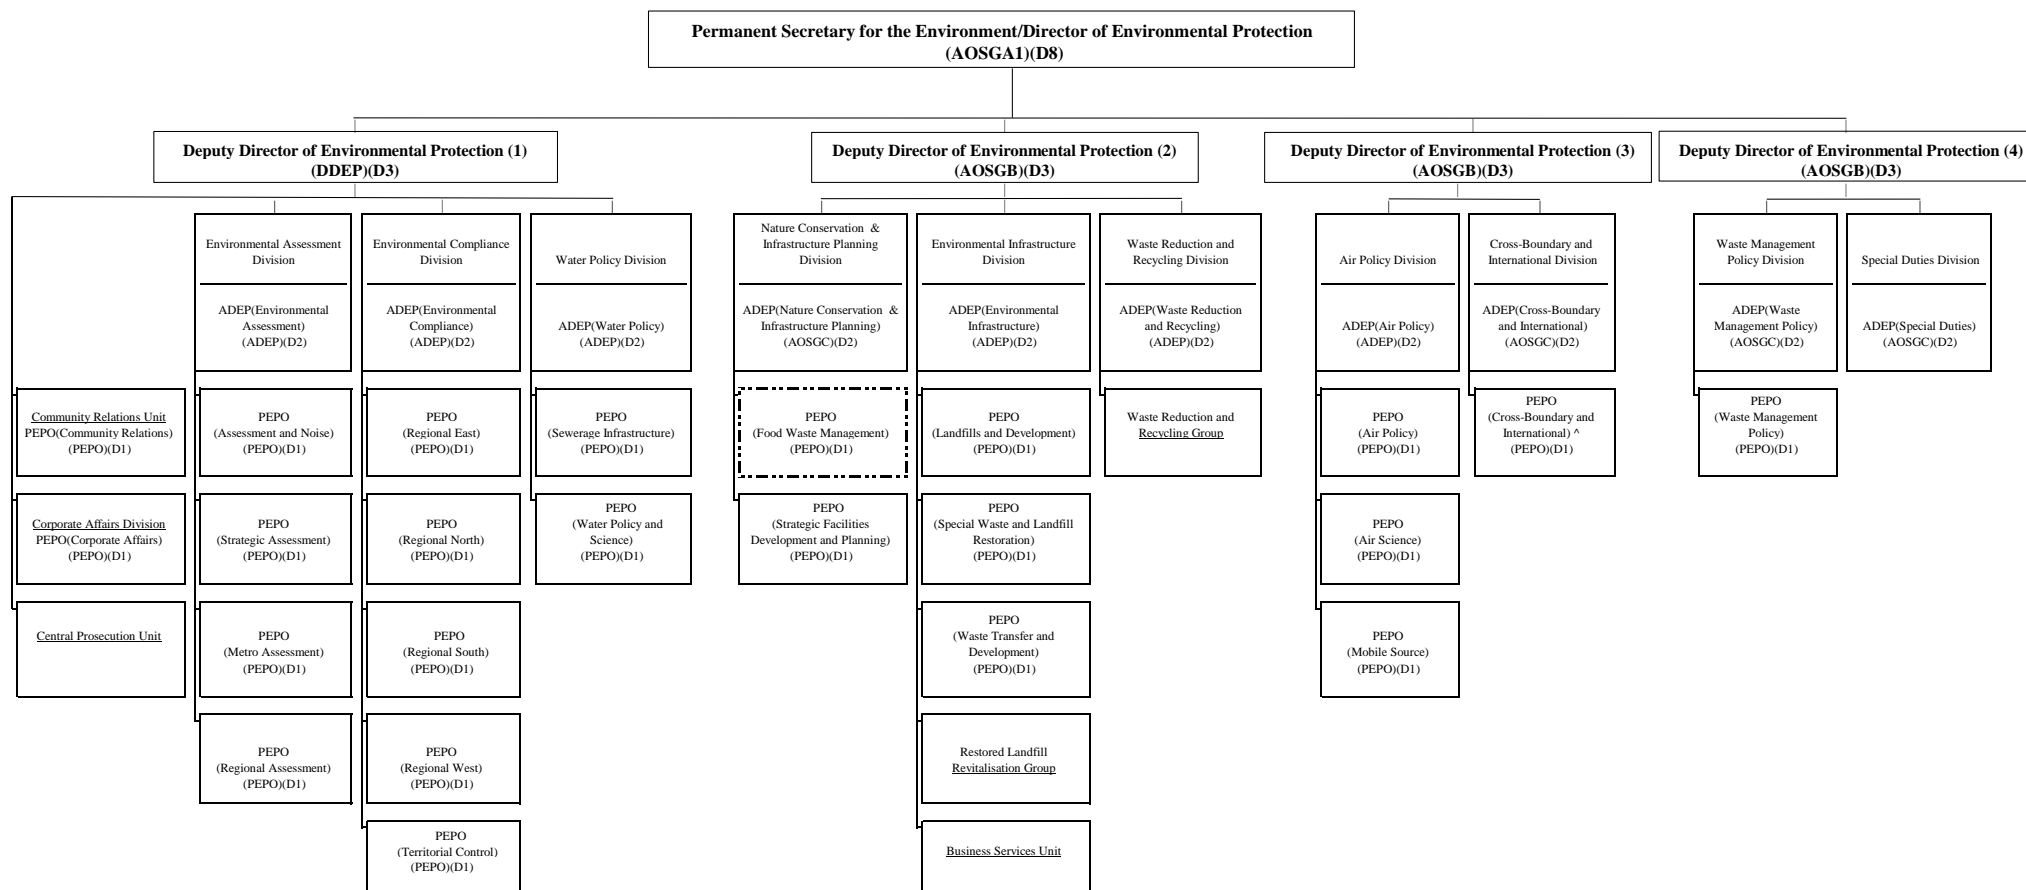 Permanent Secretary for the Environment/Director of Environmental Protection
(AOSGA1)(D8)
Deputy Director of Environmental Protection (1)
(DDEP)(D3)
Deputy Director of Environmental Protection (2)
(AOSGB)(D3)
Deputy Director of Environmental Protection (3)
(AOSGB)(D3)
Deputy Director of Environmental Protection (4)
(AOSGB)(D3)
Environmental Assessment
Division
ADEP(Environmental
Assessment)
(ADEP)(D2)
Environmental Compliance
Division
ADEP(Environmental
Compliance)
(ADEP)(D2)
Water Policy Division
ADEP(Water Policy)
(ADEP)(D2)
Nature Conservation &
Infrastructure Planning
Division
ADEP(Nature Conservation &
Infrastructure Planning)
(AOSGC)(D2)
Environmental Infrastructure
Division
ADEP(Environmental
Infrastructure)
(ADEP)(D2)
Waste Reduction and
Recycling Division
ADEP(Waste Reduction
and Recycling)
(ADEP)(D2)
Air Policy Division
ADEP(Air Policy)
(ADEP)(D2)
Cross-Boundary and
International Division
ADEP(Cross-Boundary
and International)
(AOSGC)(D2)
Waste Management
Policy Division
ADEP(Waste
Management Policy)
(AOSGC)(D2)
Special Duties Division
ADEP(Special Duties)
(AOSGC)(D2)
Community Relations Unit
PEPO(Community Relations)
(PEPO)(D1)
PEPO
(Assessment and Noise)
(PEPO)(D1)
PEPO
(Regional East)
(PEPO)(D1)
PEPO
(Sewerage Infrastructure)
(PEPO)(D1)
PEPO
(Food Waste Management)
(PEPO)(D1)
PEPO
(Landfills and Development)
(PEPO)(D1)
Waste Reduction and
Recycling Group
PEPO
(Air Policy)
(PEPO)(D1)
PEPO
(Cross-Boundary and
International) ^
(PEPO)(D1)
PEPO
(Waste Management
Policy)
(PEPO)(D1)
Corporate Affairs Division
PEPO(Corporate Affairs)
(PEPO)(D1)
PEPO
(Strategic Assessment)
(PEPO)(D1)
PEPO
(Regional North)
(PEPO)(D1)
PEPO
(Water Policy and
Science)
(PEPO)(D1)
PEPO
(Strategic Facilities
Development and Planning)
(PEPO)(D1)
PEPO
(Special Waste and Landfill
Restoration)
(PEPO)(D1)
PEPO
(Air Science)
(PEPO)(D1)
Central Prosecution Unit
PEPO
(Metro Assessment)
(PEPO)(D1)
PEPO
(Regional South)
(PEPO)(D1)
PEPO
(Waste Transfer and
Development)
(PEPO)(D1)
PEPO
(Mobile Source)
(PEPO)(D1)
PEPO
(Regional Assessment)
(PEPO)(D1)
PEPO
(Regional West)
(PEPO)(D1)
Restored Landfill
Revitalisation Group
PEPO
(Territorial Control)
(PEPO)(D1)
Business Services Unit